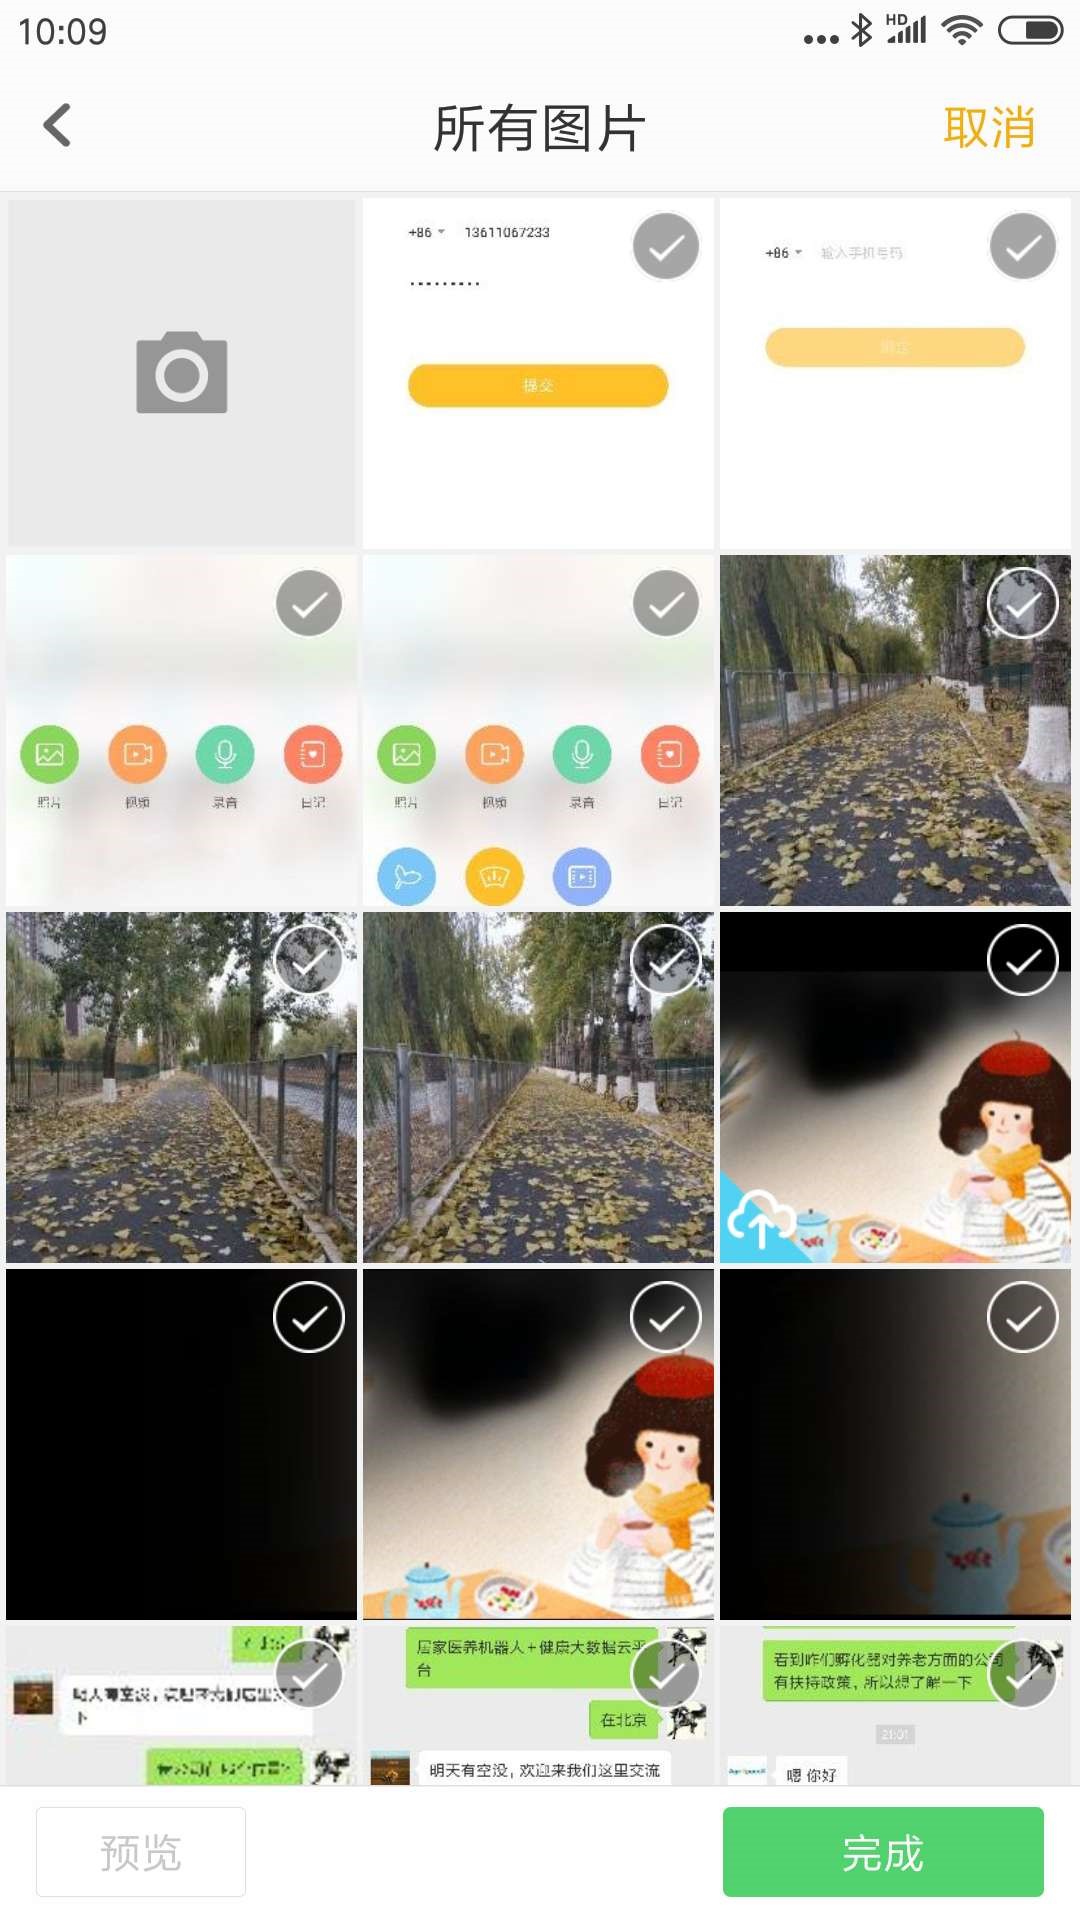 10:09
HD
所有图片
取消
+86 13611067233
提交
+86 输入手机号码
照片 视频 录音 日记
照片 视频 录音 日记
居家医养机器人+健康大数据云平
台
在北京
明天有空没，欢迎来我们这里交流
看到咋们孵化器对养老方面的公司
有扶持政策，所以想了解一下
21:01
嗯 你好
预览
完成